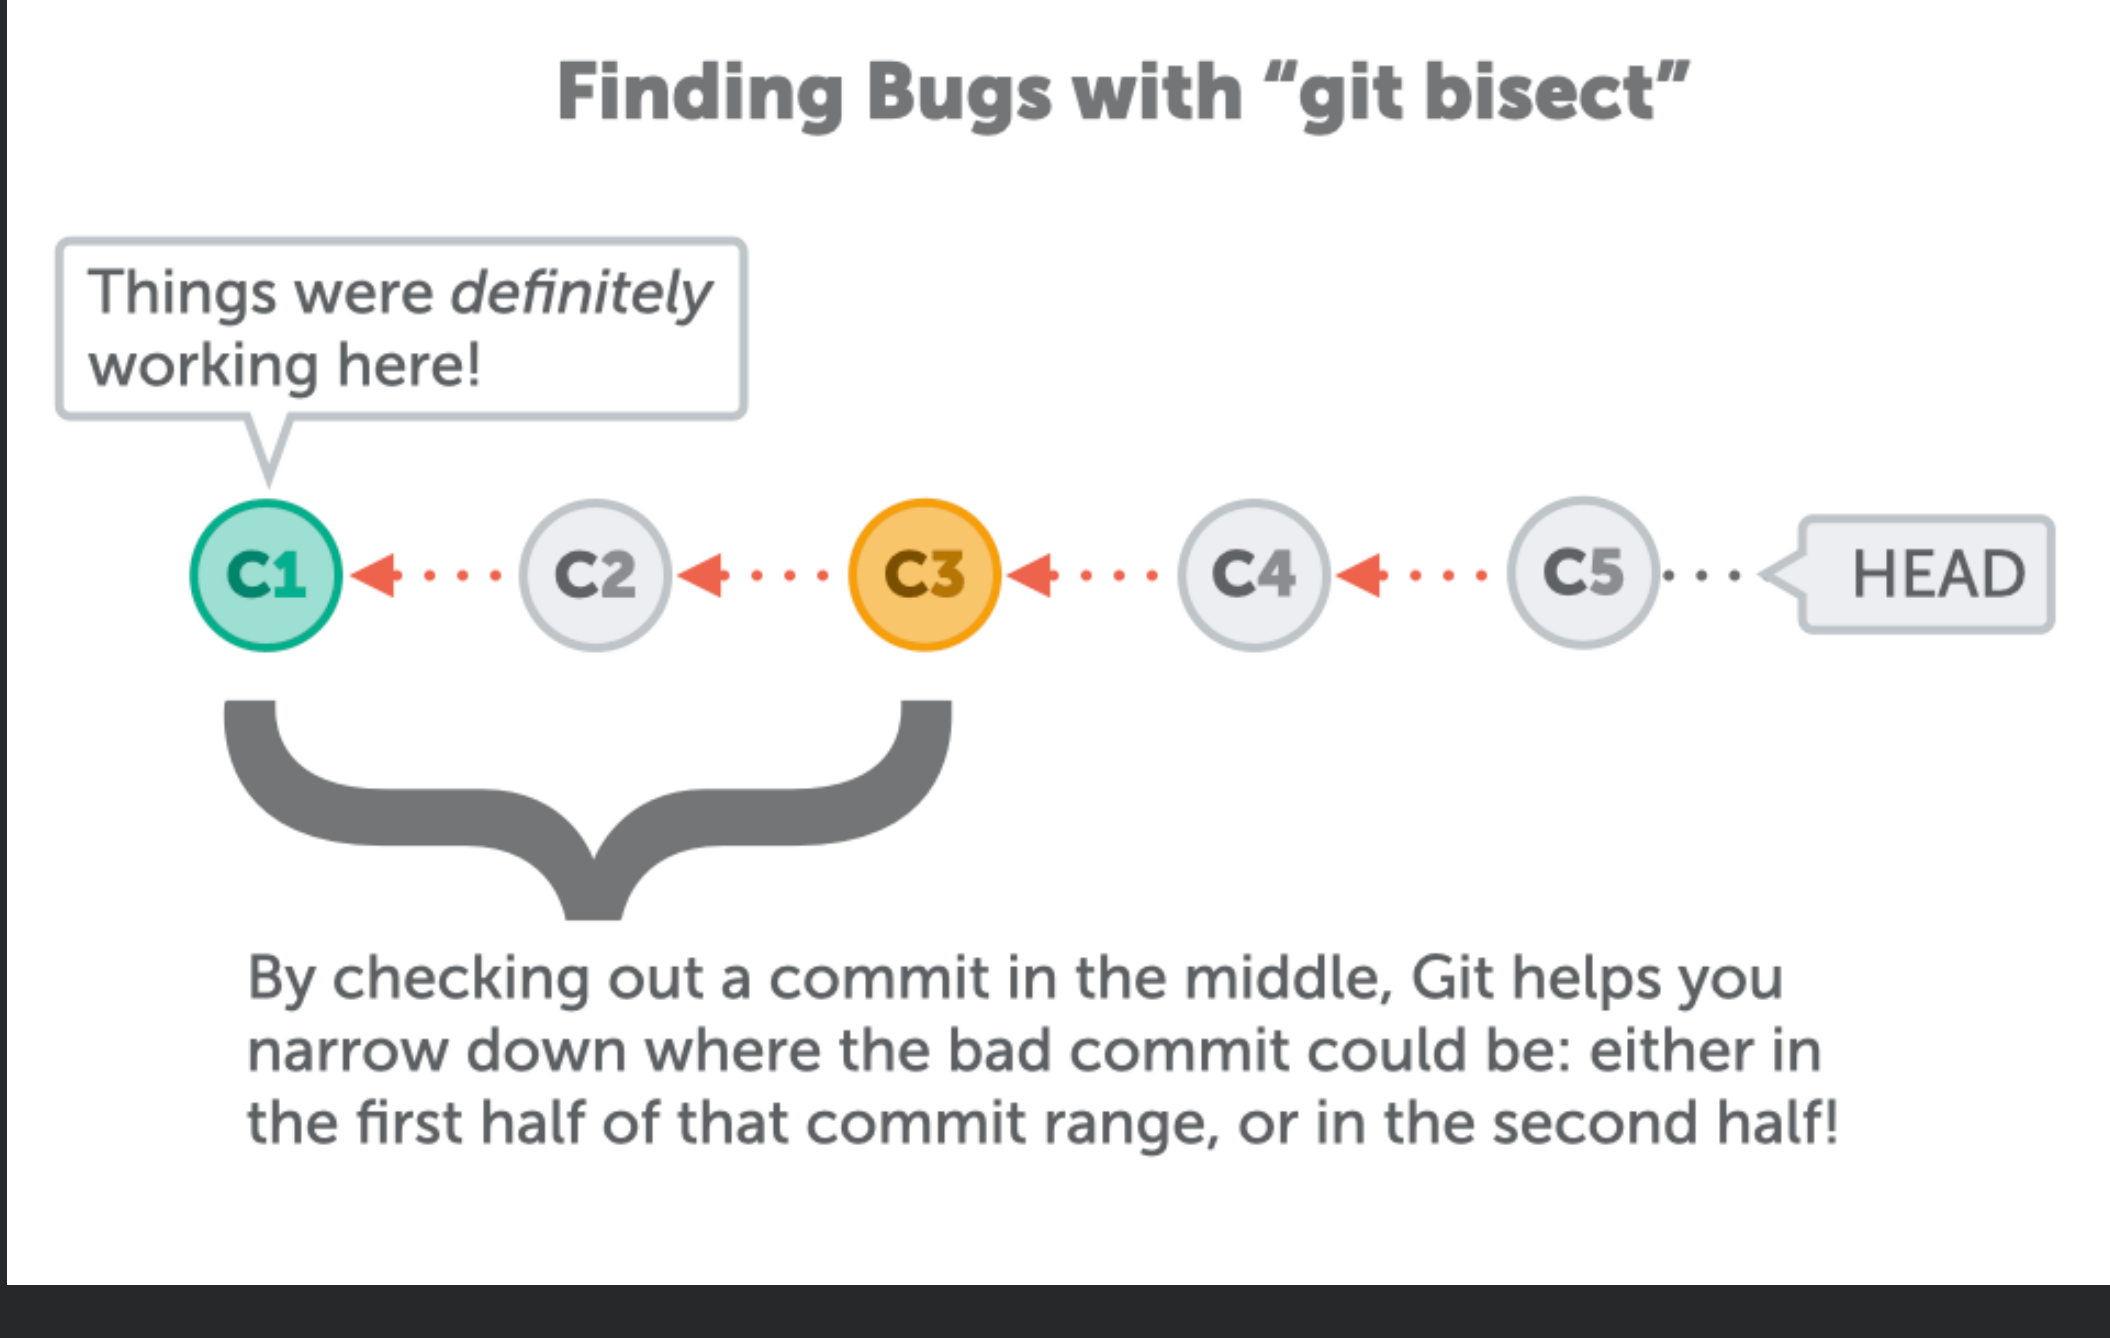 Finding Bugs with “git bisect”
Things were definitely
working here!
C1 C2 C3 C4 C5 HEAD
By checking out a commit in the middle, Git helps you
narrow down where the bad commit could be: either in
the first half of that commit range, or in the second half!